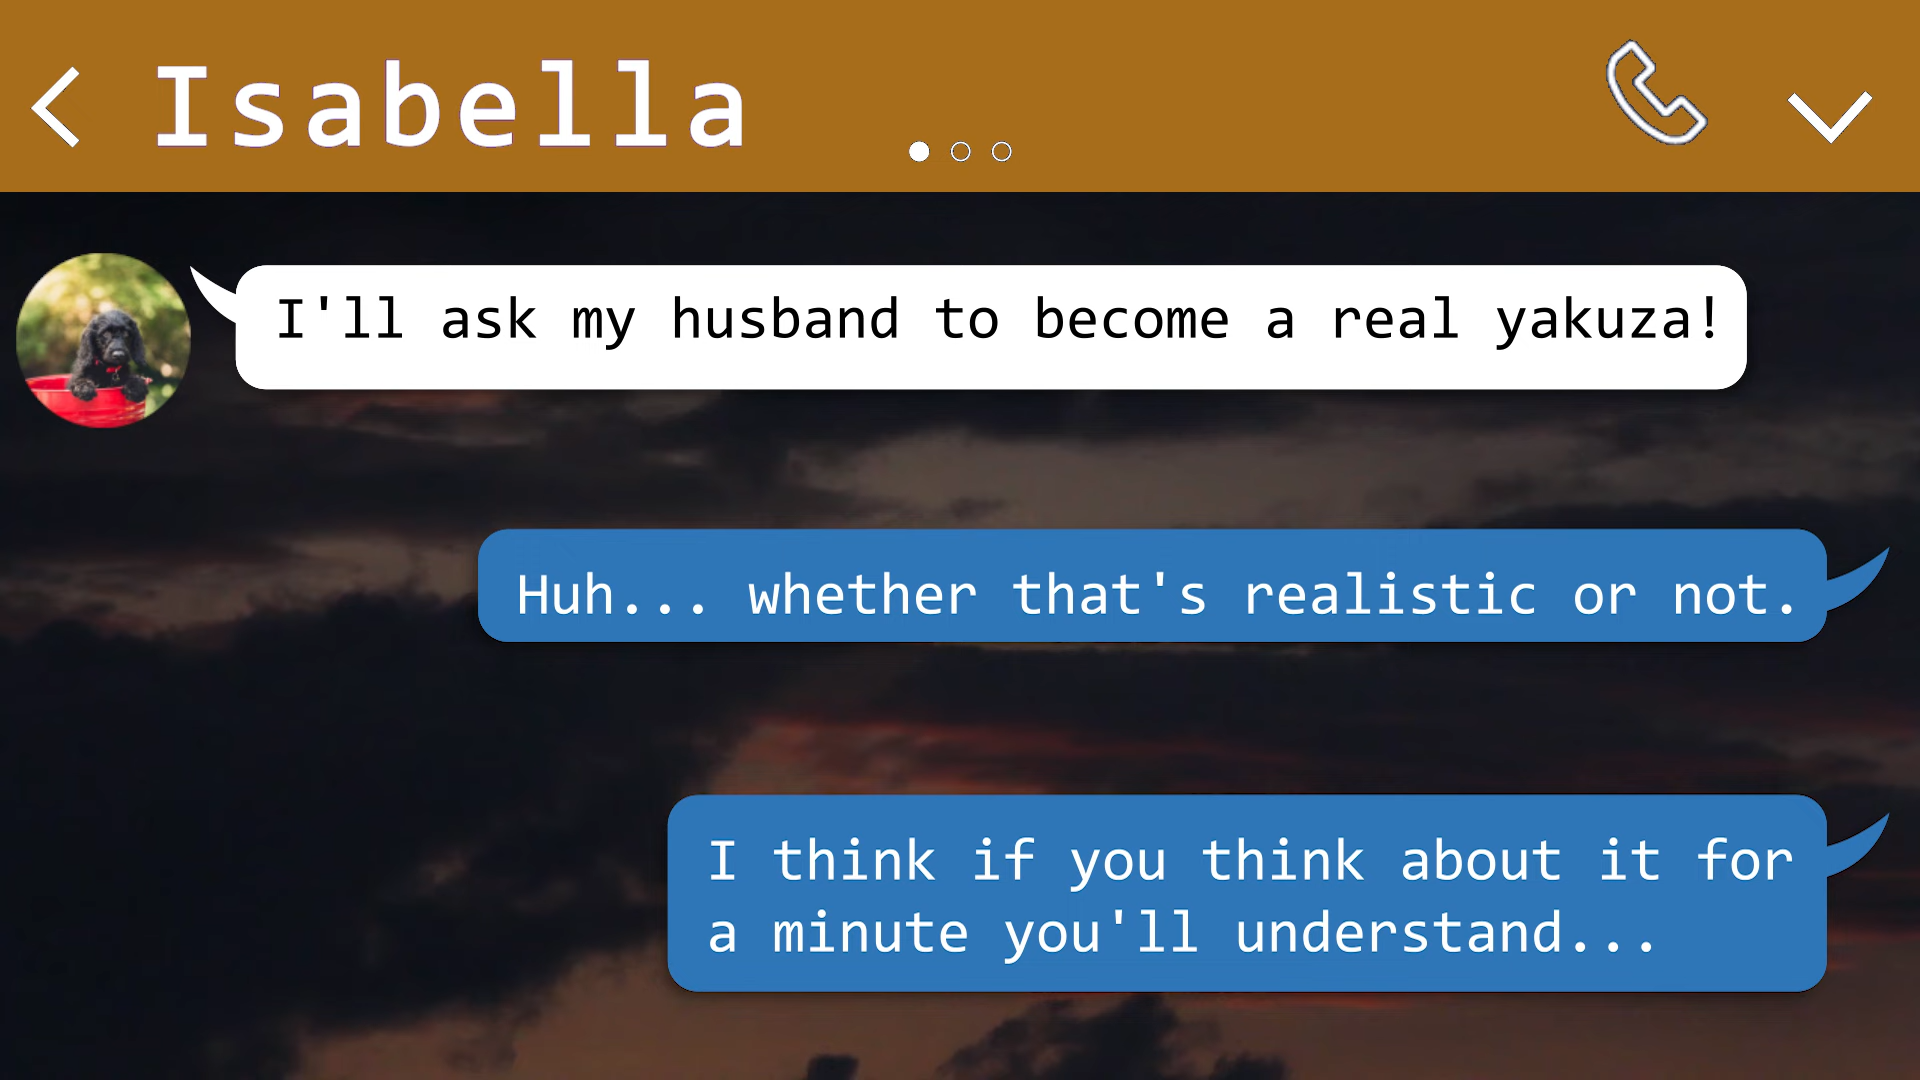 Isabella
I'll ask my husband to become a real yakuza!
Huh... whether that's realistic or not.
I think if you think about it for
a minute you'll understand...